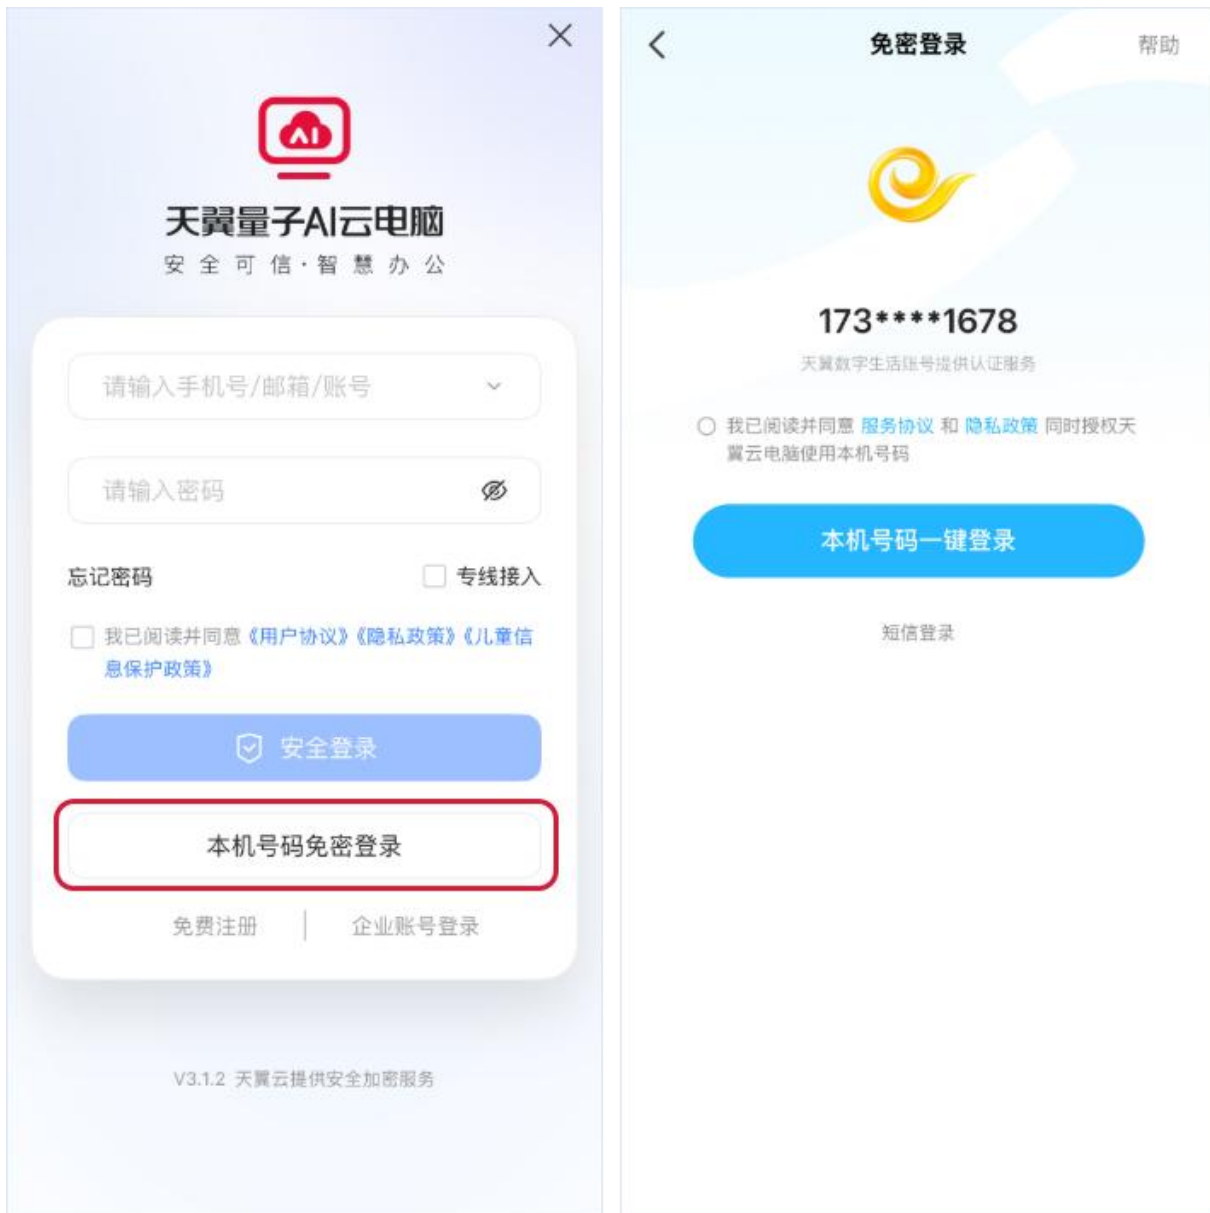 AI
天翼量子AI云电脑
安全可信·智慧办公
请输入手机号/邮箱/账号
请输入密码
忘记密码
专线接入
我已阅读并同意《用户协议》《隐私政策》《儿童信
息保护政策》
安全登录
本机号码免密登录
免费注册
企业账号登录
V3.1.2 天翼云提供安全加密服务
免密登录
帮助
173****1678
天翼数字生活账号提供认证服务
我已阅读并同意 服务协议 和 隐私政策 同时授权天
翼云电脑使用本机号码
本机号码一键登录
短信登录